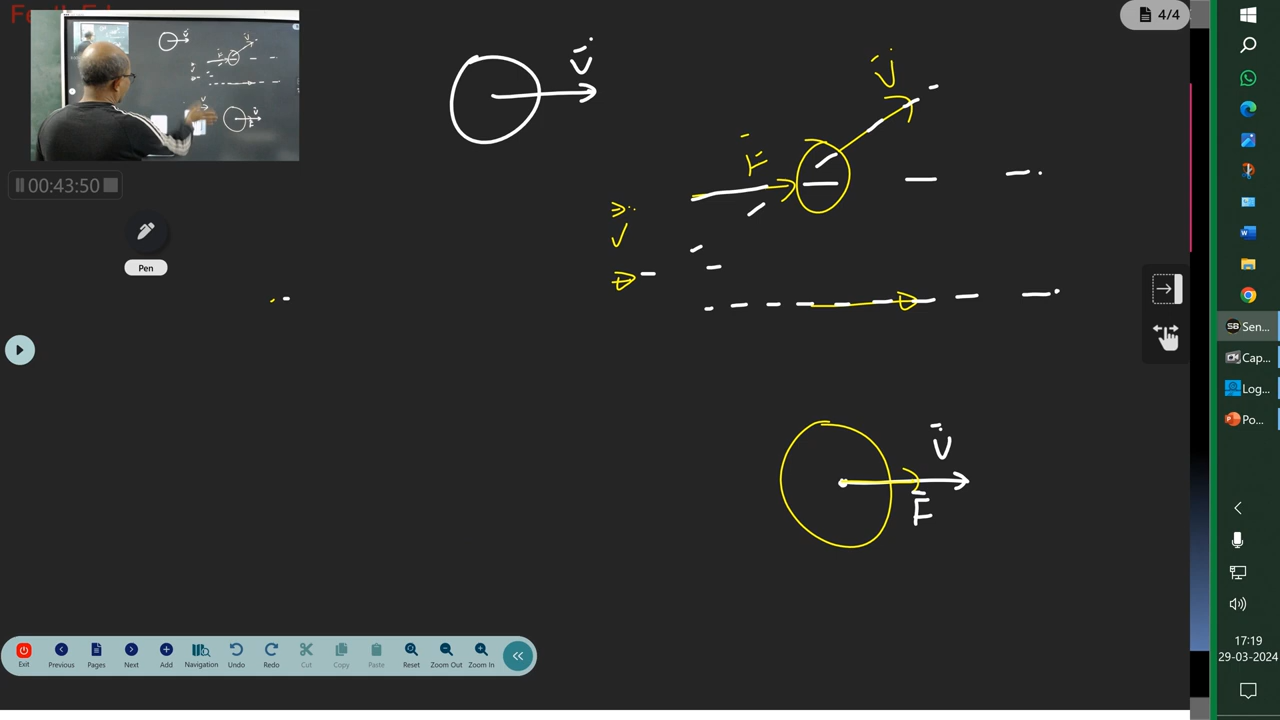 4/4
V
V
F
00:43:50
V
Pen
V
F
Sen...
Cap...
Log...
Po...
Exit Previous Pages Next Add Navigation Undo Redo Cut Copy Paste Reset Zoom Out Zoom In
17:19
29-03-2024